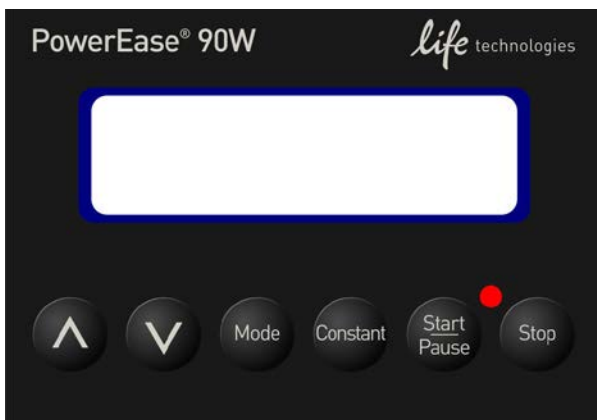 PowerEase® 90W
life technologies
Mode
Constant
Start
Pause
Stop